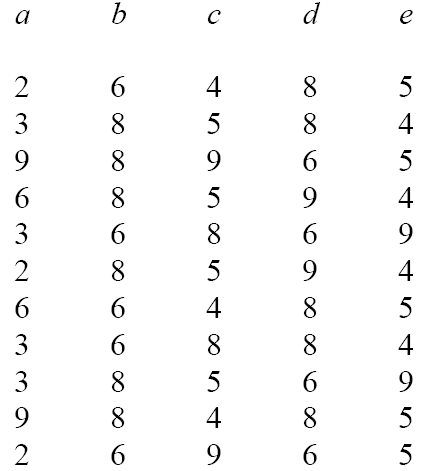 a b c d e
2 6 4 8 5
3 8 5 8 4
9 8 9 6 5
6 8 5 9 4
3 6 8 6 9
2 8 5 9 4
6 6 4 8 5
3 6 8 8 4
3 8 5 6 9
9 8 4 8 5
2 6 9 6 5